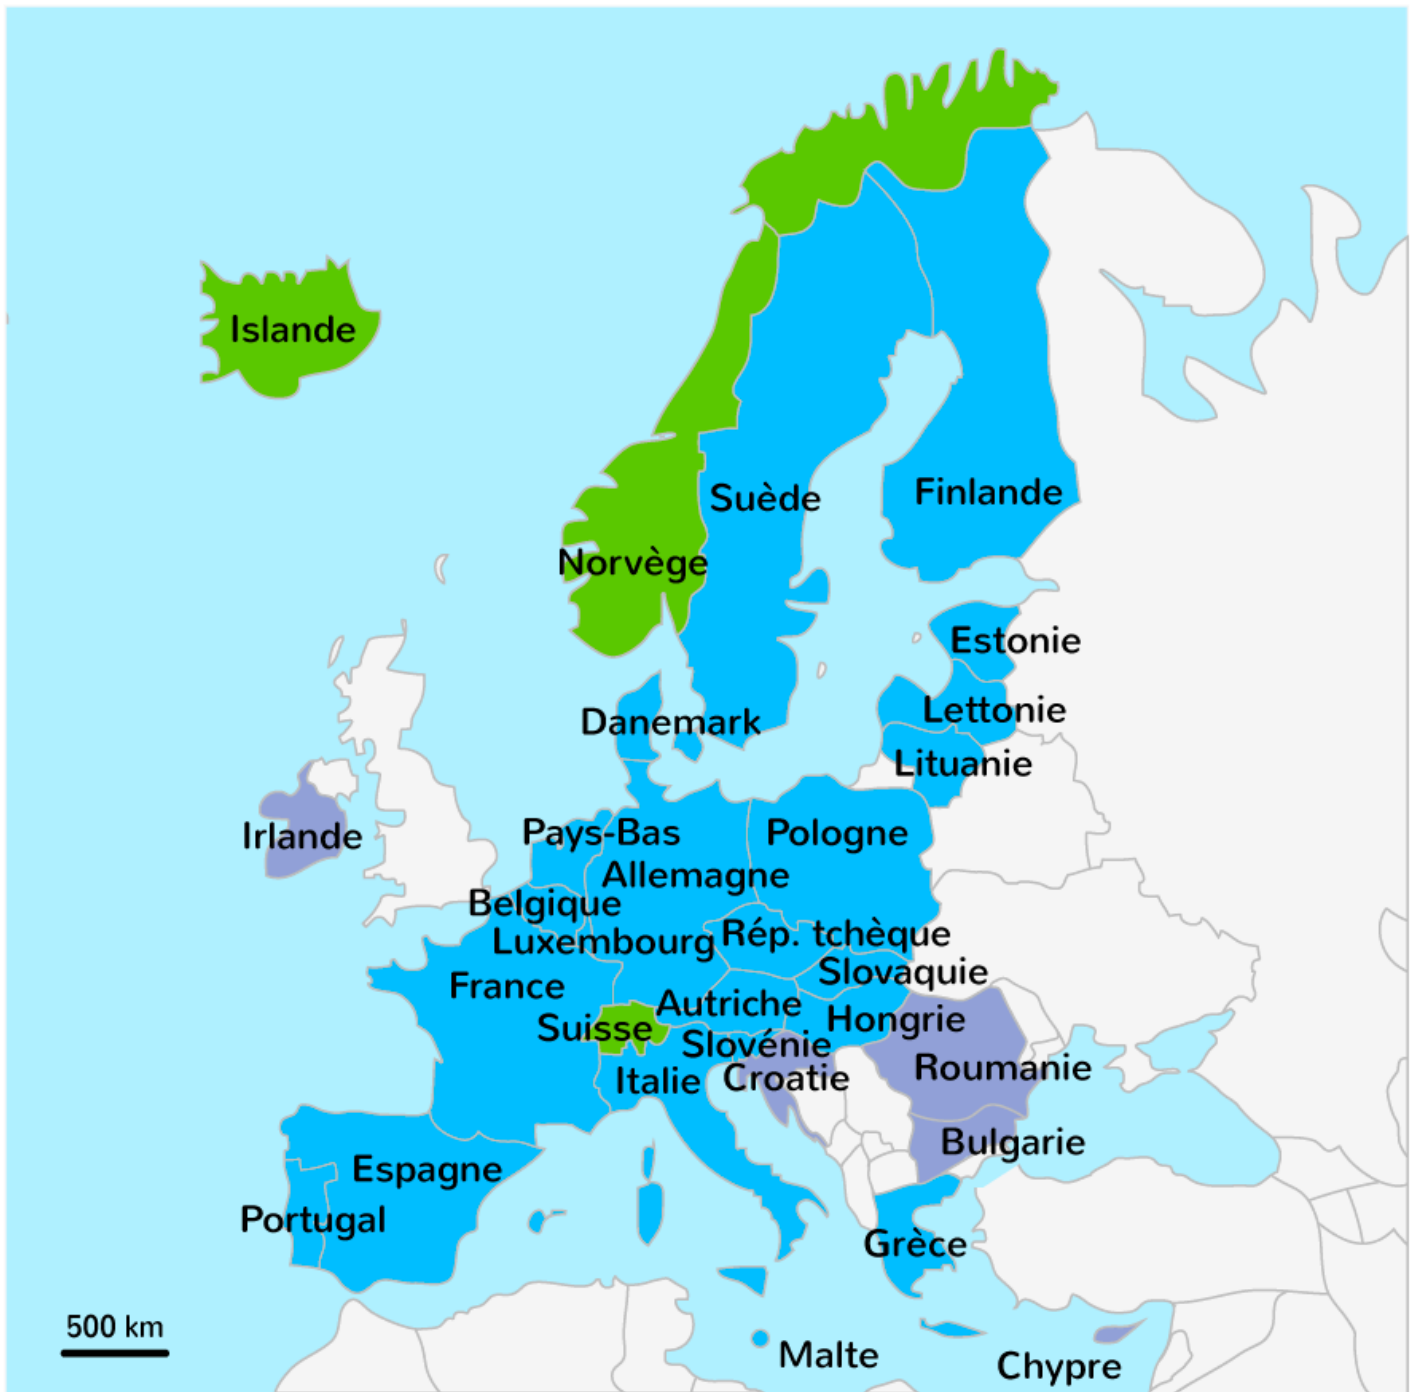 Islande
Suède
Finlande
Norvège
Estonie
Lettonie
Danemark
Lituanie
Irlande
Pays-Bas
Pologne
Allemagne
Belgique
Luxembourg
Rép. tchèque
Slovaquie
France
Autriche
Hongrie
Suisse
Slovénie
Roumanie
Italie
Croatie
Bulgarie
Espagne
Portugal
Grèce
500 km
Malte
Chypre